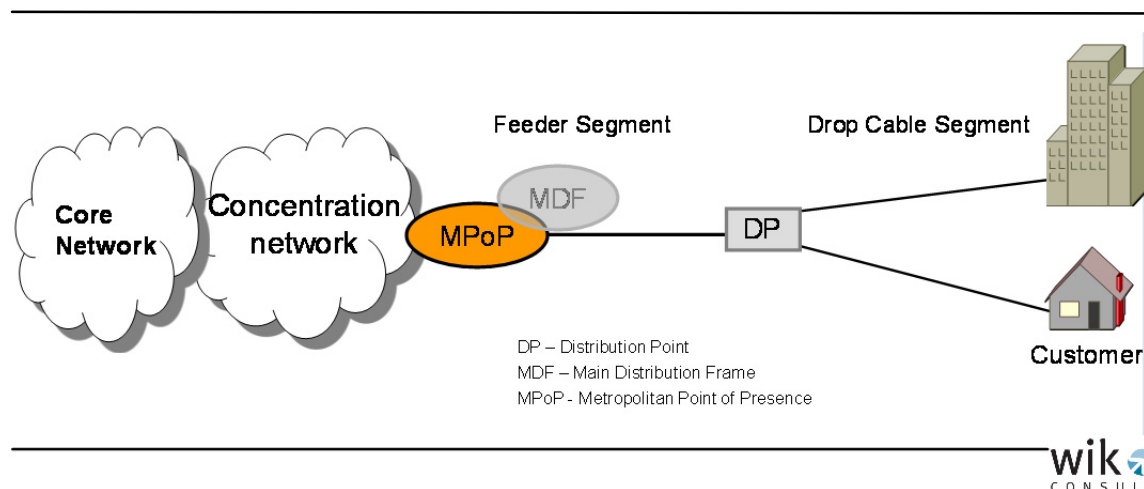 Feeder Segment
Drop Cable Segment
Core
Network
Concentration
network
MDF
MPoP
DP
DP – Distribution Point
MDF – Main Distribution Frame
MPoP - Metropolitan Point of Presence
Customer
wik
CONSUL